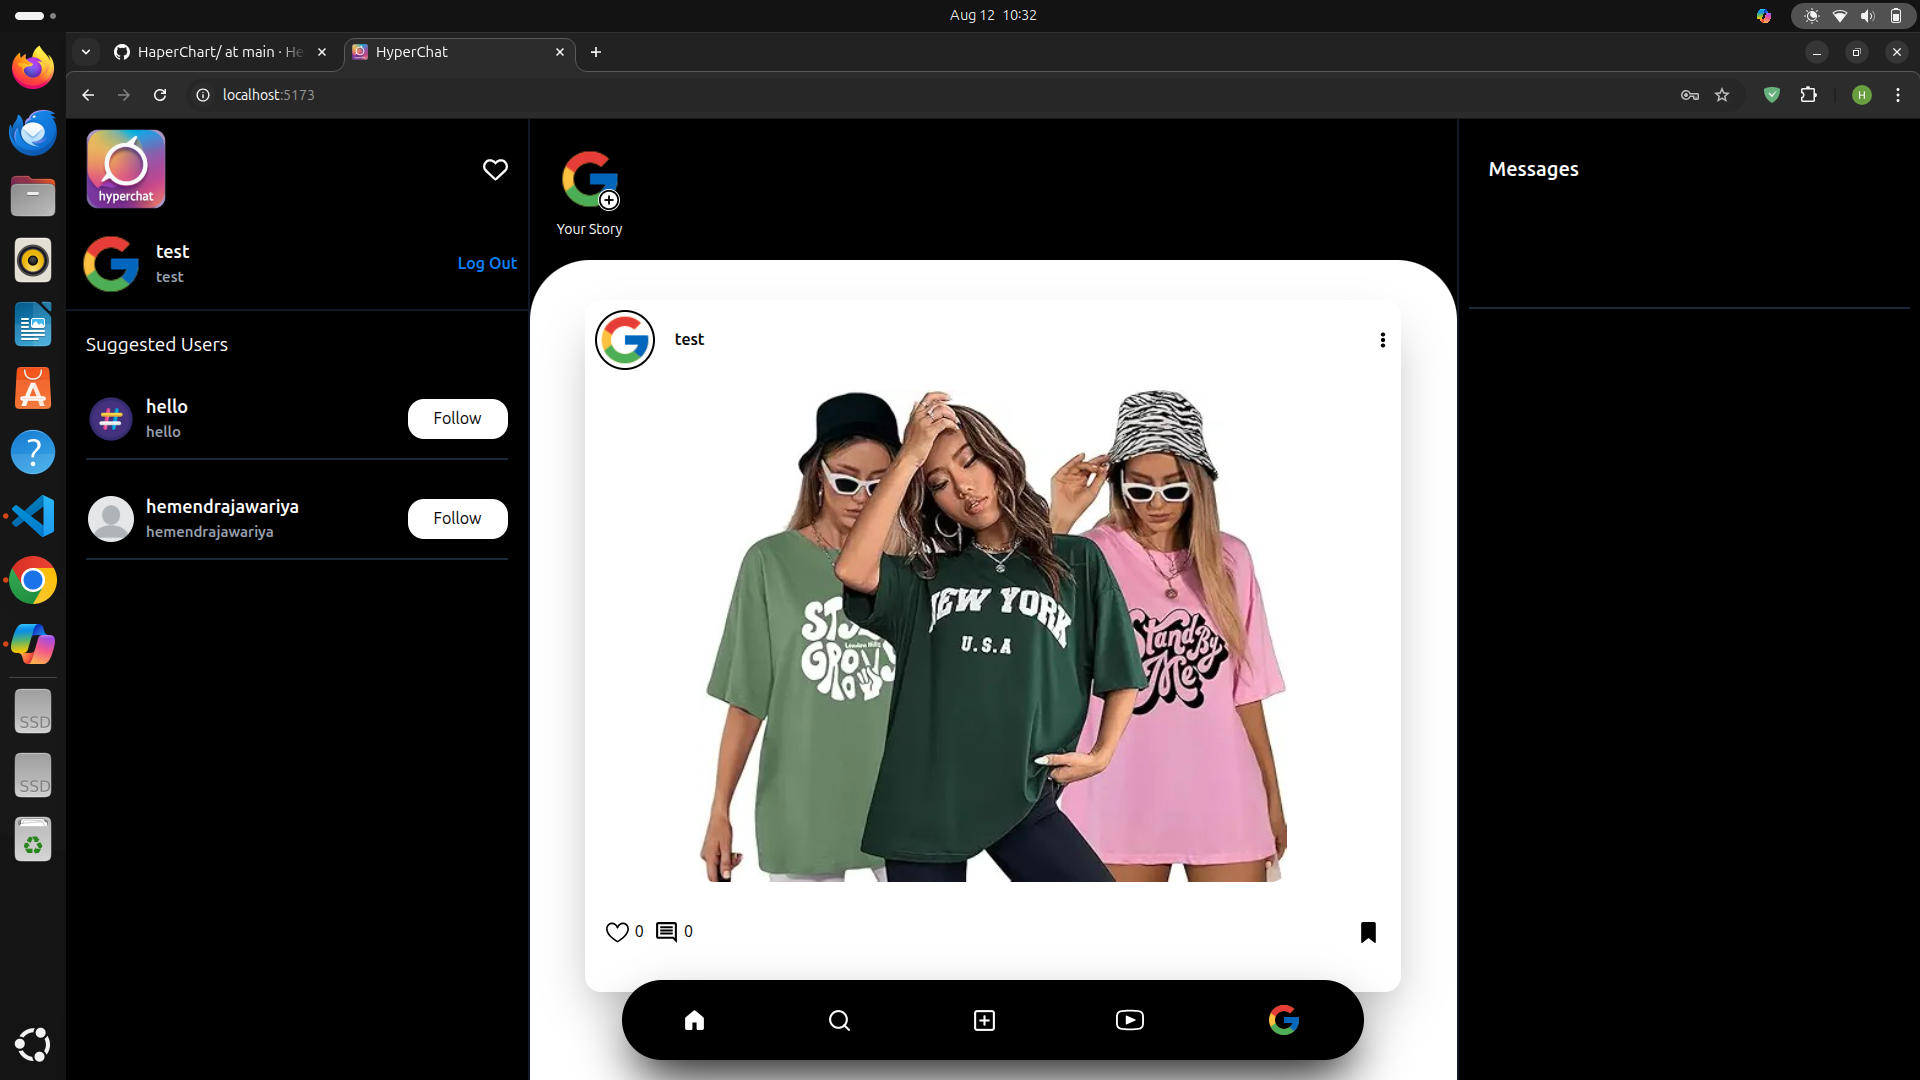 Aug 12 10:32
HaperChart/ at main · He
HyperChat
localhost:5173
hyperchat
test
test
Log Out
Suggested Users
hello
hello
Follow
hemendrajawariya
hemendrajawariya
Follow
Your Story
test
NEW YORK
U.S.A
Stand By
Me
0
0
Messages
SSD
SSD
H